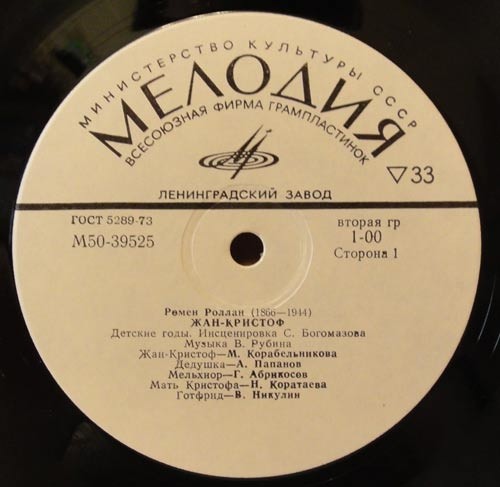 МИНИСТЕРСТВО КУЛЬТУРЫ СССР
МЕЛОДИЯ
ВСЕСОЮЗНАЯ ФИРМА ГРАМПЛАСТИНОК
33
ЛЕНИНГРАДСКИЙ ЗАВОД
ГОСТ 5289-73
М50-39525
вторая гр
1-00
Сторона 1
Ромен Роллан (1866—1944)
ЖАН-КРИСТОФ
Детские годы. Инсценировка С. Богомазова
Музыка В. Рубина
Жан-Кристоф—М. Корабельникова
Дедушка—А. Папанов
Мельхиор—Г. Абрикосов
Мать Кристофа—Н. Коратаева
Готфрид—В. Никулин